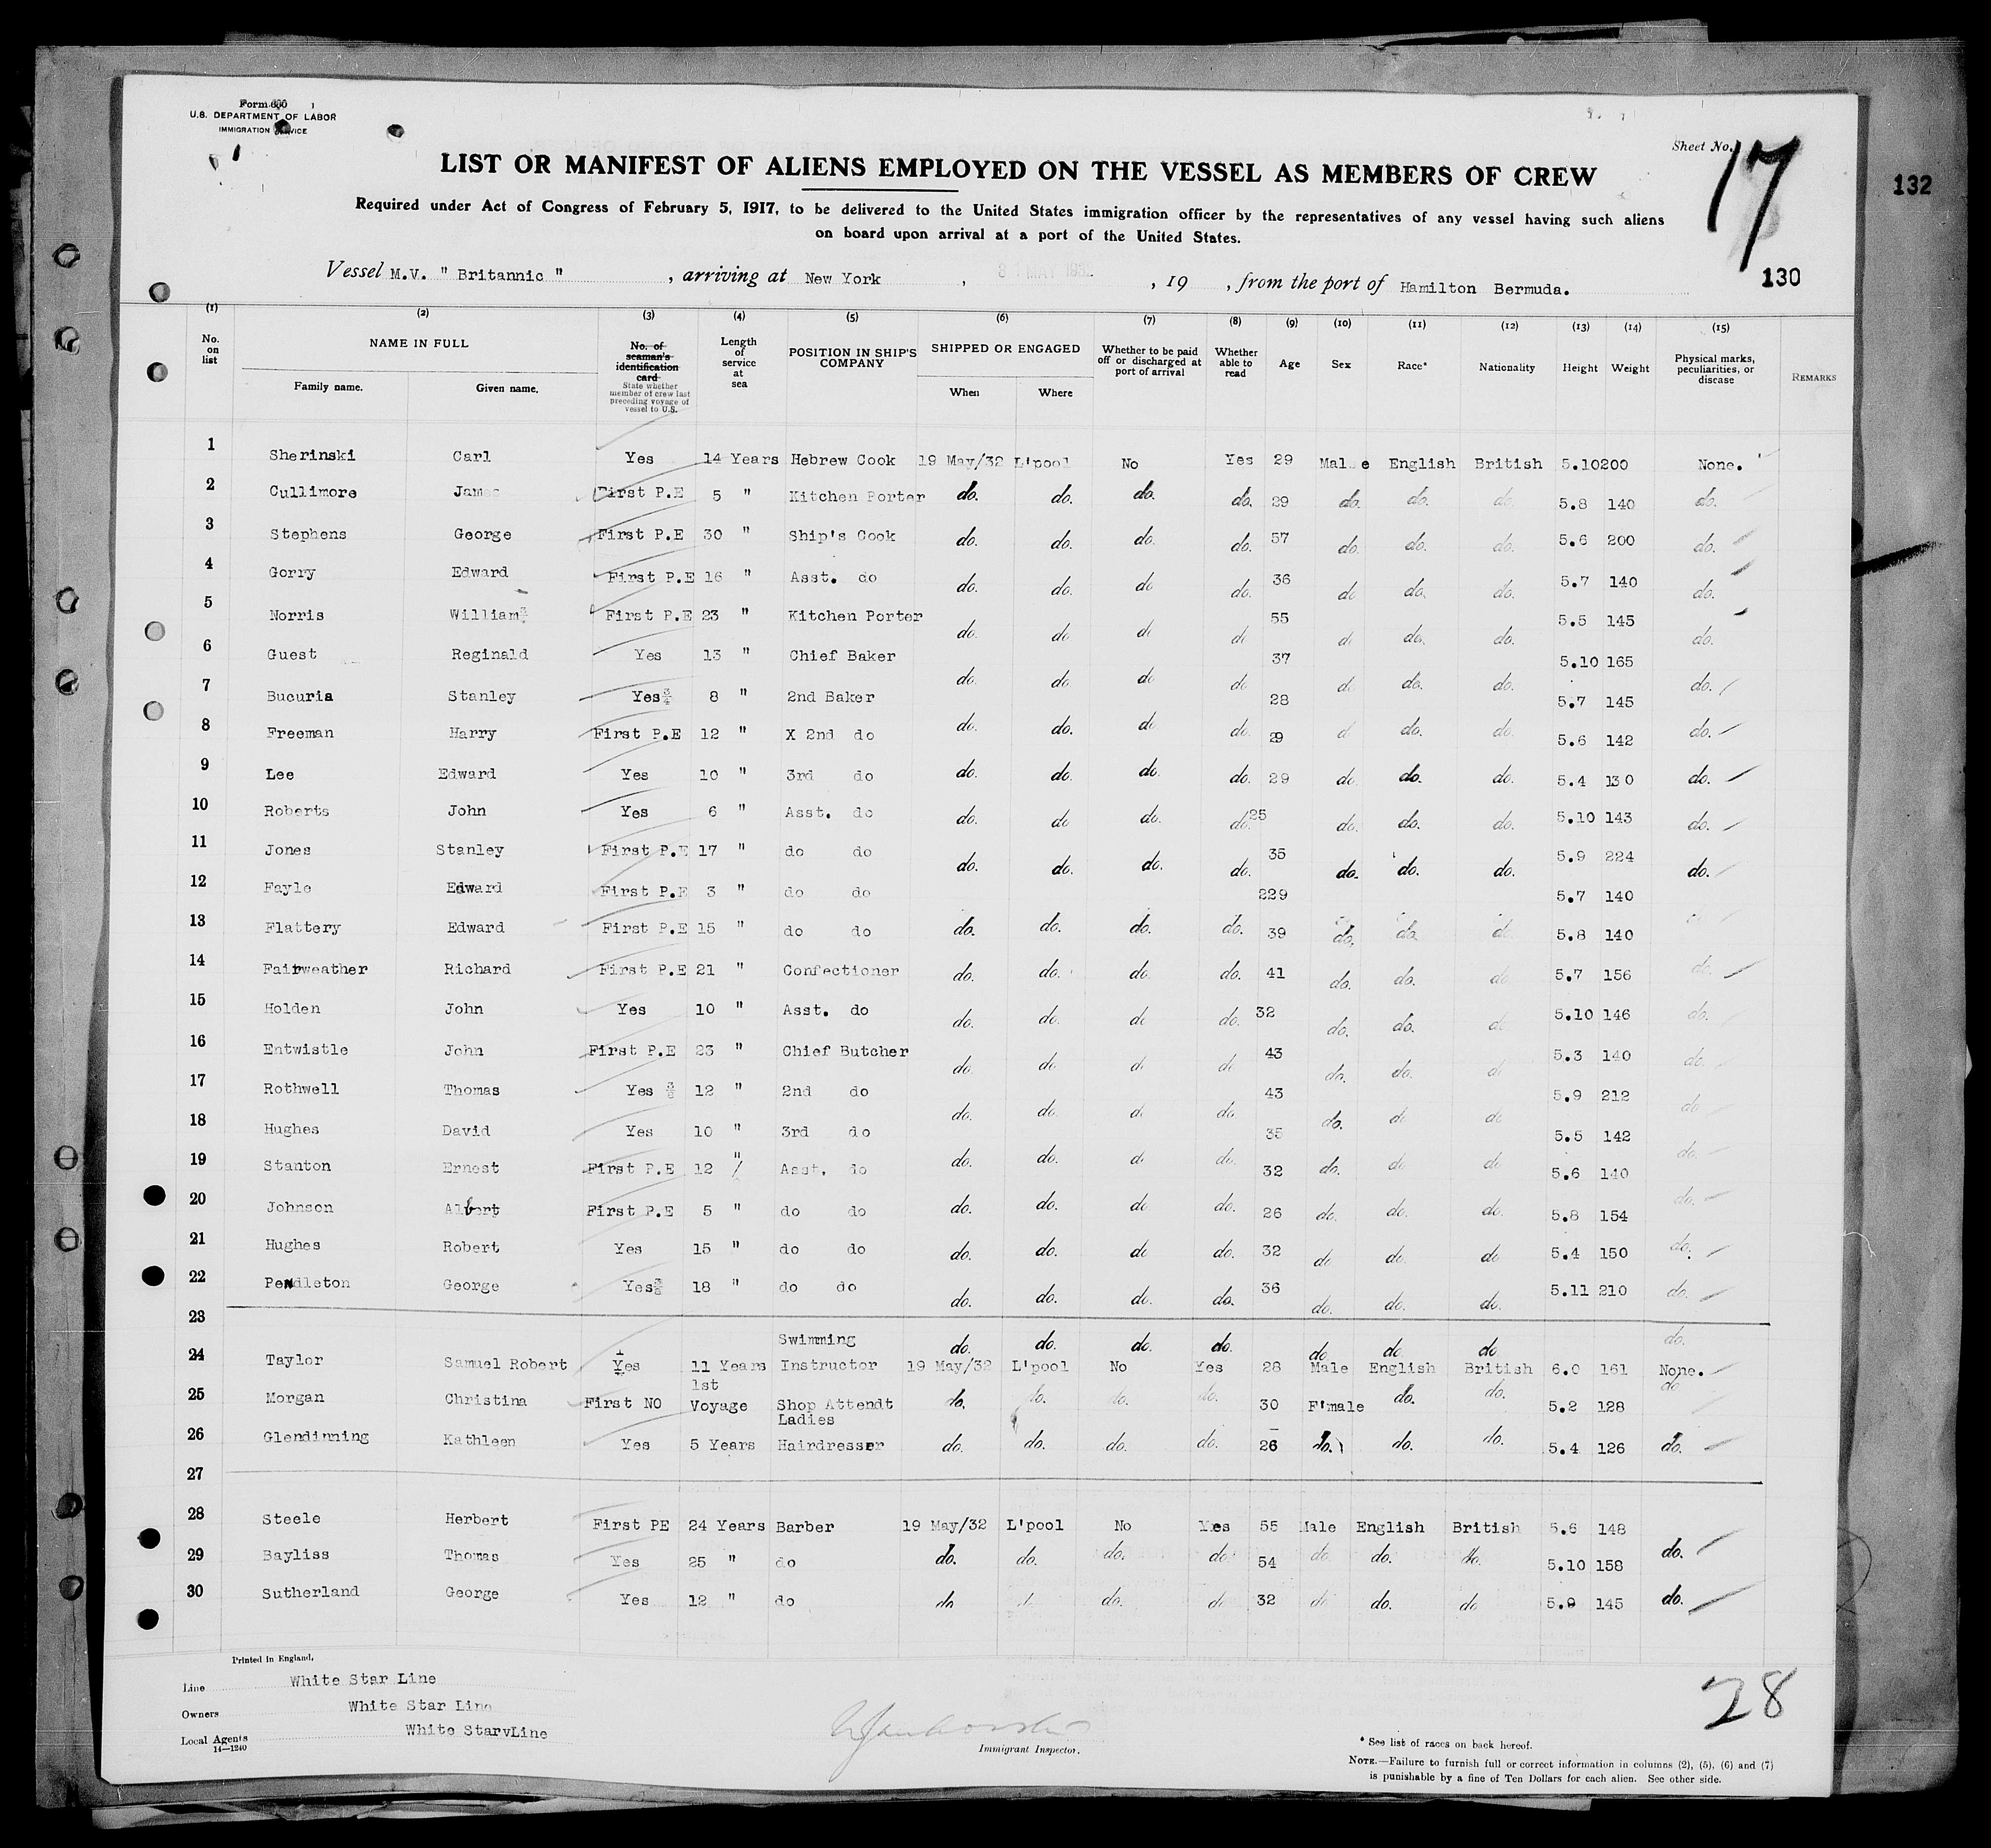 Form 680
U.S. DEPARTMENT OF LABOR
IMMIGRATION SERVICE
Sheet No. 17
132
LIST OR MANIFEST OF ALIENS EMPLOYED ON THE VESSEL AS MEMBERS OF CREW
Required under Act of Congress of February 5, 1917, to be delivered to the United States immigration officer by the representatives of any vessel having such aliens
on board upon arrival at a port of the United States.
Vessel M.V. " Britannic " , arriving at New York , , 19 , from the port of Hamilton Bermuda.
130
(1) (2) (3) (4) (5) (6) (7) (8) (9) (10) (11) (12) (13) (14) (15)
No. on list NAME IN FULL Family name. Given name. No. of seaman's identification card State whether member of crew last preceding voyage of vessel to U.S. Length of service at sea POSITION IN SHIP'S COMPANY SHIPPED OR ENGAGED When Where Whether to be paid off or discharged at port of arrival Whether able to read Age Sex Race* Nationality Height Weight Physical marks, peculiarities, or disease REMARKS
1 Sherinski Carl Yes 14 Years Hebrew Cook 19 May/32 L'pool No Yes 29 Male English British 5.10 200 None.
2 Cullimore James First P.E 5 " Kitchen Porter do. do. do. do. 29 do. do. do. 5.8 140 do.
3 Stephens George First P.E 30 " Ship's Cook do. do. do. do. 57 do. do. do. 5.6 200 do.
4 Gorry Edward First P.E 16 " Asst. do do. do. do do. 36 do do. do. 5.7 140 do.
5 Norris William First P.E 23 " Kitchen Porter do. do do do 55 do do. do. 5.5 145 do.
6 Guest Reginald Yes 13 " Chief Baker do. do do do 37 do do. do. 5.10 165 do.
7 Bucuria Stanley Yes 8 " 2nd Baker do. do. do do. 28 d do. do. 5.7 145 do.
8 Freeman Harry First P.E 12 " X 2nd do do. do. do. do. 29 do do. do. 5.6 142 do.
9 Lee Edward Yes 10 " 3rd do do. do. do. do. 29 do. do. do. 5.4 130 do.
10 Roberts John Yes 6 " Asst. do do. do do. do. 25 do. do. do. 5.10 143 do.
11 Jones Stanley First P.E 17 " do do do. do. do. do. 35 do. do. do. 5.9 224 do.
12 Fayle Edward First P.E 3 " do do 229 5.7 140
13 Flattery Edward First P.E 15 " do do do. do. do. do. 39 do. do. d 5.8 140
14 Fairweather Richard First P.E 21 " Confectioner do. do. do. do. 41 do. do. do. 5.7 156 do.
15 Holden John Yes 10 " Asst. do do. do. do do. 32 do. do. d 5.10 146 do.
16 Entwistle John First P.E 23 " Chief Butcher do. do d do 43 do. do. d 5.3 140 do
17 Rothwell Thomas Yes 12 " 2nd do do. do. d do 43 do. do do 5.9 212 do
18 Hughes David Yes 10 " 3rd do do. do. d do. 35 do. do do 5.5 142 do.
19 Stanton Ernest First P.E 12 " Asst. do 32 5.6 140
20 Johnson Albert First P.E 5 " do do do. do. do do. 26 do. do. do. 5.8 154 do.
21 Hughes Robert Yes 15 " do do do. do. do do. 32 do do. do 5.4 150 do.
22 Pendleton George Yes 18 " do do do. do. do. do. 36 do. do. do. 5.11 210 do.
23
do. do. do. do. do do do do.
24 Taylor Samuel Robert Yes 11 Years Swimming Instructor 19 May/32 L'pool No Yes 28 Male English British 6.0 161 None.
25 Morgan Christina First NO 1st Voyage Shop Attendt do. do. do. do. 30 F'male do. do. 5.2 128 do
26 Glendinning Kathleen Yes 5 Years Ladies Hairdresser do. do. do. do. 26 do. do. do. 5.4 126 do.
27
28 Steele Herbert First PE 24 Years Barber 19 May/32 L'pool No Yes 55 Male English British 5.6 148
29 Bayliss Thomas Yes 25 " do do. do. do. do. 54 do do. do. 5.10 158 do.
30 Sutherland George Yes 12 " do do d do. do 32 do do. do 5.9 145 do.
Printed in England.
Line White Star Line
Owners White Star Line
Local Agents White StarvLine
14—1240
Immigrant Inspector.
28
* See list of races on back hereof.
NOTE.—Failure to furnish full or correct information in columns (2), (5), (6) and (7)
is punishable by a fine of Ten Dollars for each alien. See other side.